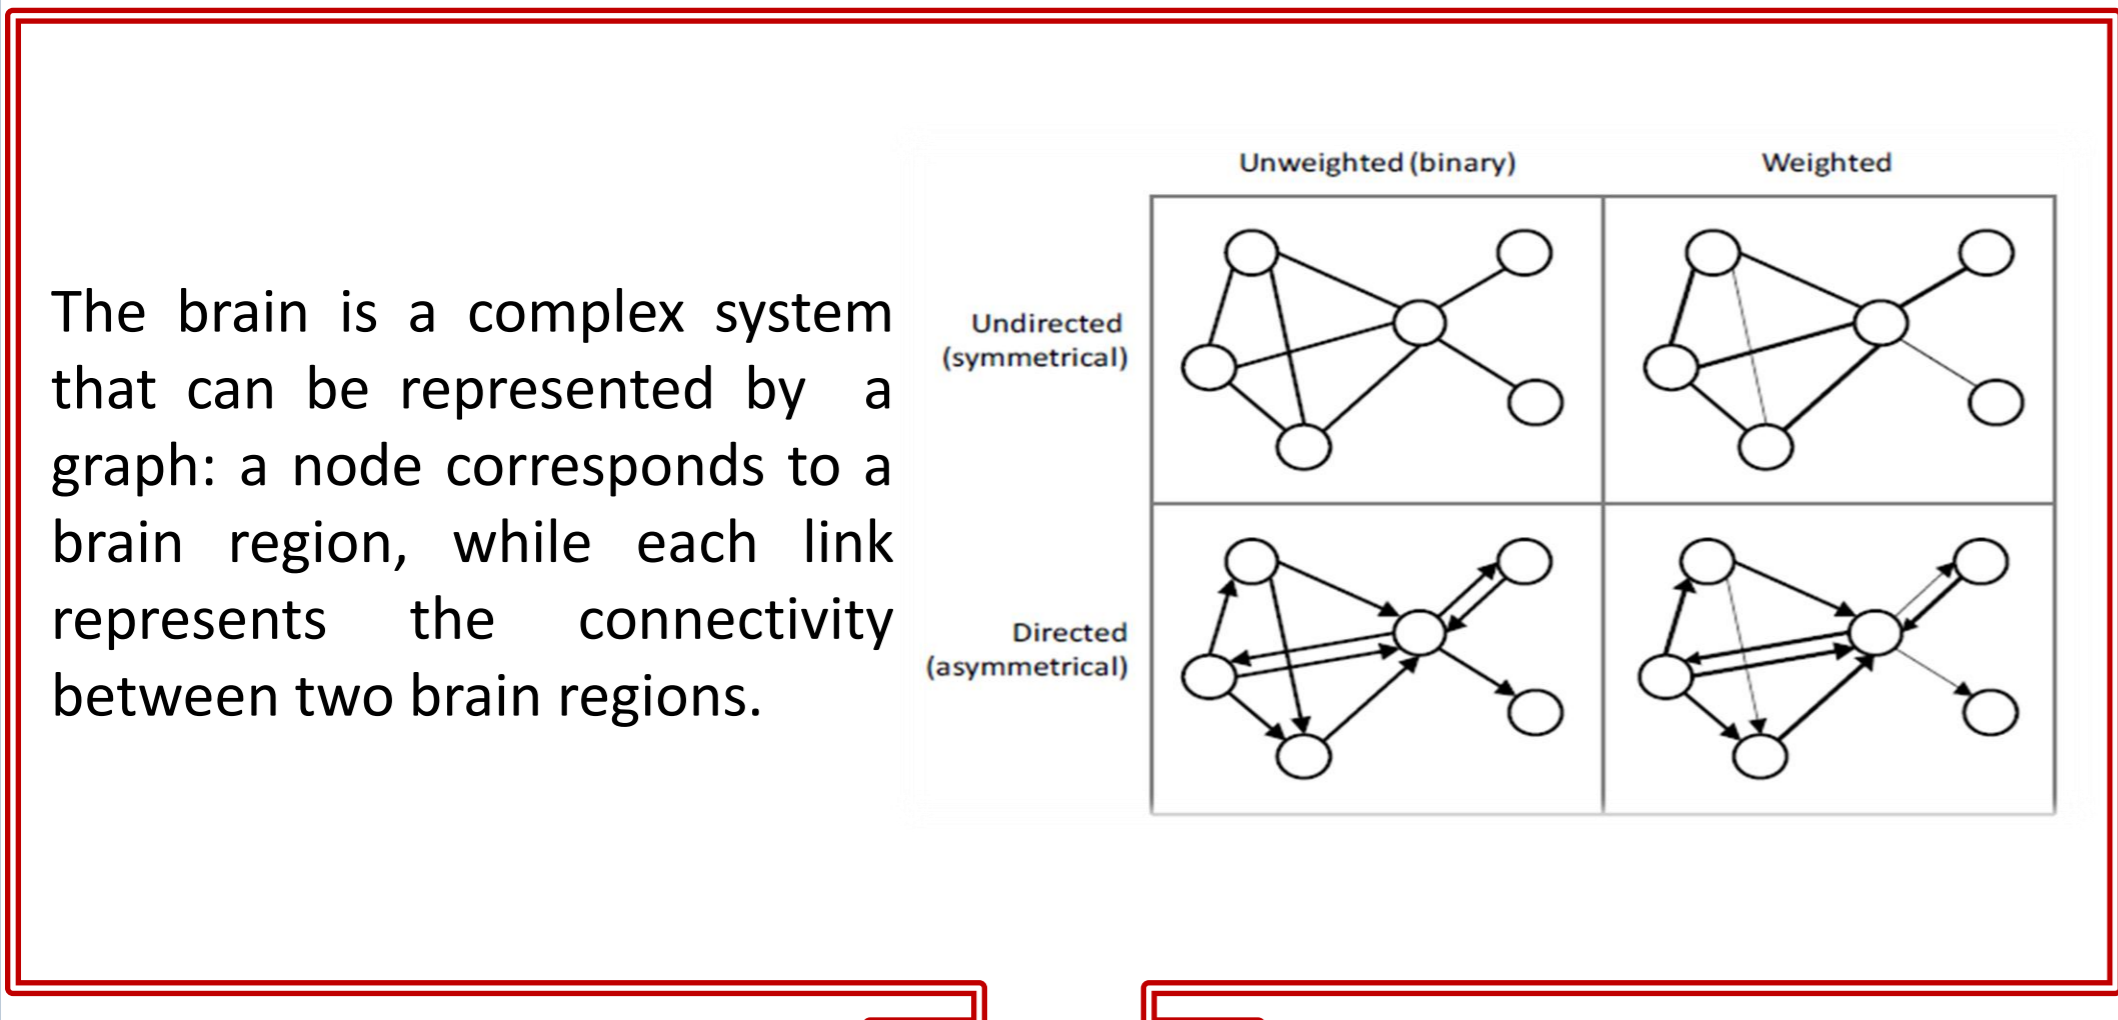 The brain is a complex system
that can be represented by a
graph: a node corresponds to a
brain region, while each link
represents the connectivity
between two brain regions.
Unweighted (binary)
Weighted
Undirected
(symmetrical)
Directed
(asymmetrical)